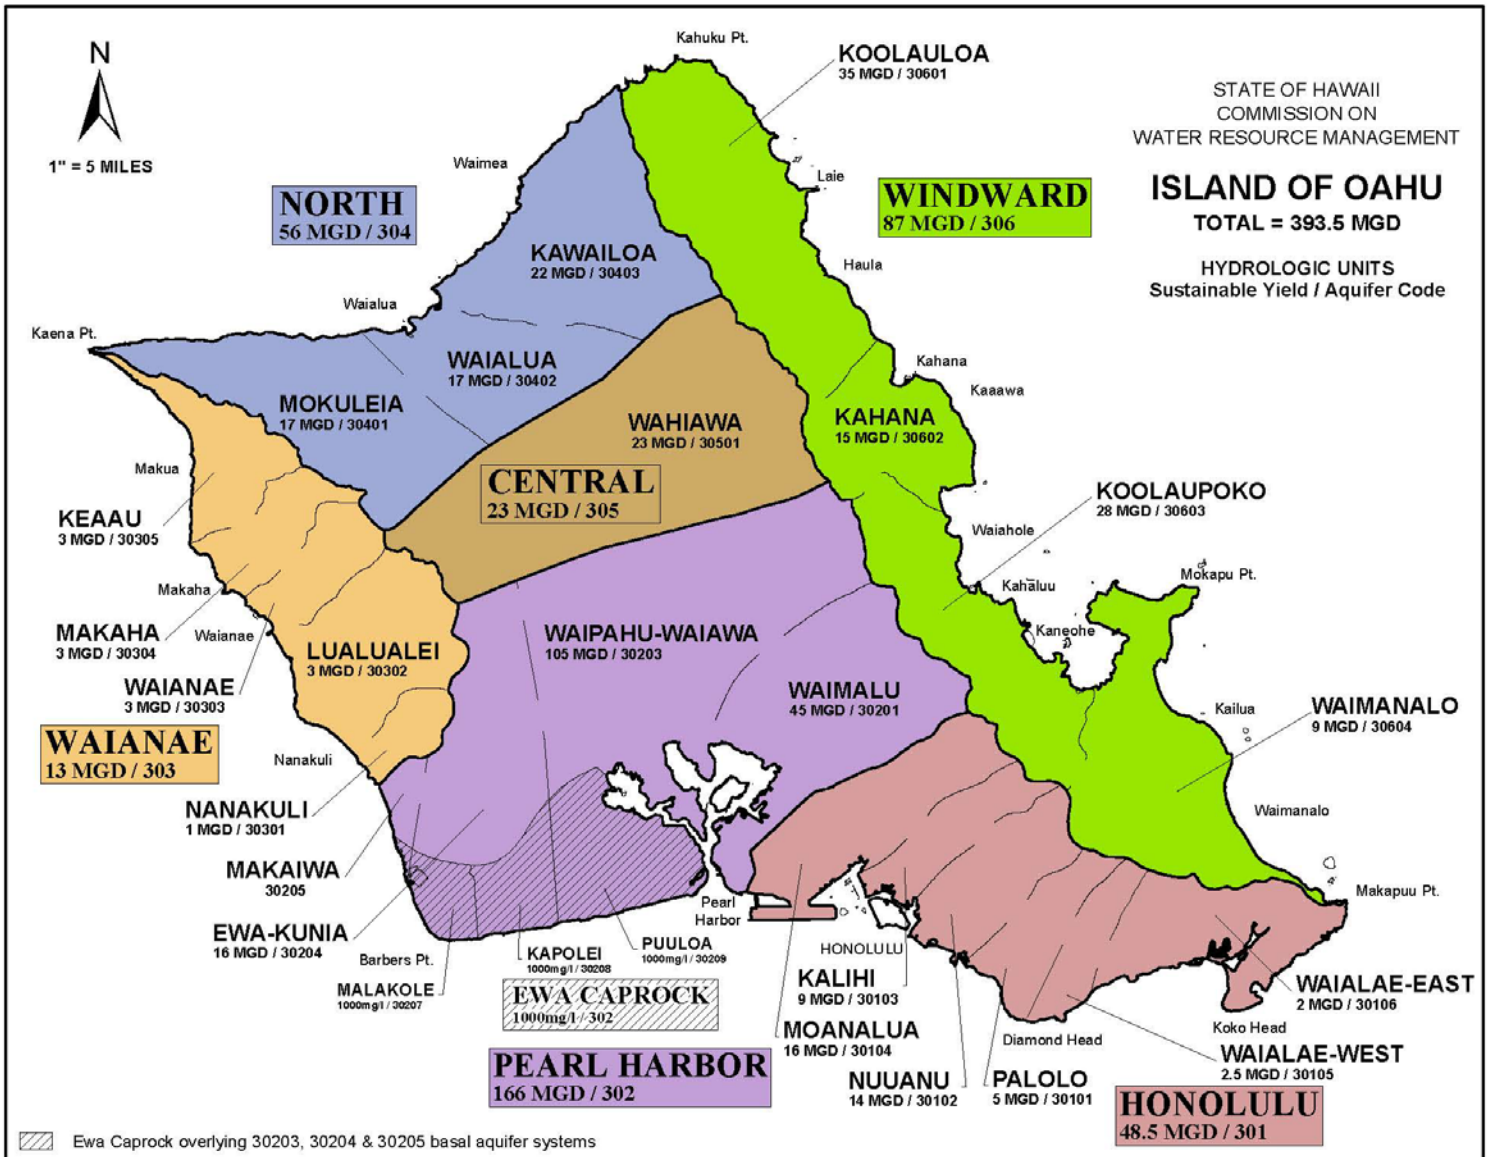 Kahuku Pt.
N
1" = 5 MILES
KOOLAULOA
35 MGD / 30601
STATE OF HAWAII
COMMISSION ON
WATER RESOURCE MANAGEMENT
ISLAND OF OAHU
TOTAL = 393.5 MGD
HYDROLOGIC UNITS
Sustainable Yield / Aquifer Code
Waimea
Laie
NORTH
56 MGD / 304
WINDWARD
87 MGD / 306
KAWAILOA
22 MGD / 30403
Haula
Waialua
Kaena Pt.
WAIALUA
17 MGD / 30402
Kahana
Kaaawa
MOKULEIA
17 MGD / 30401
WAHIAWA
23 MGD / 30501
KAHANA
15 MGD / 30602
Makua
CENTRAL
23 MGD / 305
KOOLAUPOKO
28 MGD / 30603
KEAAU
3 MGD / 30305
Waiahole
Mokapu Pt.
Makaha
Kahaluu
MAKAHA
3 MGD / 30304
Waianae
Kaneohe
WAIPAHU-WAIAWA
105 MGD / 30203
LUALUALEI
3 MGD / 30302
WAIANAE
3 MGD / 30303
WAIMALU
45 MGD / 30201
Kailua
WAIMANALO
9 MGD / 30604
WAIANAE
13 MGD / 303
Nanakuli
NANAKULI
1 MGD / 30301
Waimanalo
MAKAIWA
30205
Makapuu Pt.
Pearl
Harbor
EWA-KUNIA
16 MGD / 30204
Barbers Pt.
KAPOLEI
1000mg/l / 30208
PUULOA
1000mg/l / 30209
HONOLULU
MALAKOLE
1000mg/l / 30207
EWA CAPROCK
1000mg/l / 302
KALIHI
9 MGD / 30103
WAIALAE-EAST
2 MGD / 30106
MOANALUA
16 MGD / 30104
Diamond Head
Koko Head
WAIALAE-WEST
2.5 MGD / 30105
PEARL HARBOR
166 MGD / 302
NUUANU
14 MGD / 30102
PALOLO
5 MGD / 30101
HONOLULU
48.5 MGD / 301
Ewa Caprock overlying 30203, 30204 & 30205 basal aquifer systems